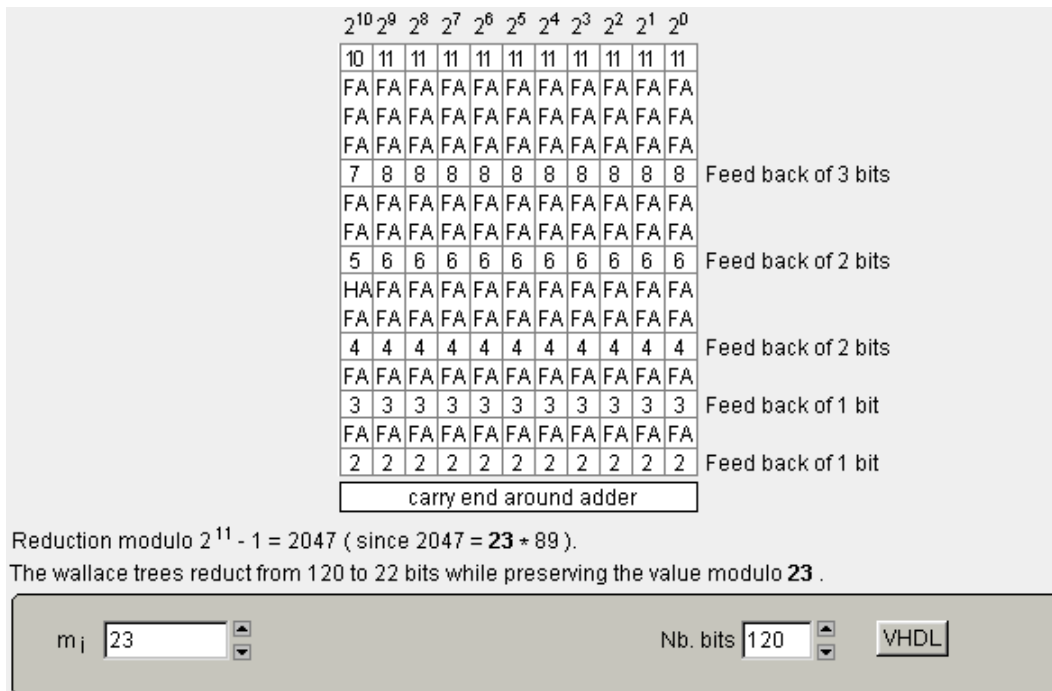 2¹⁰ 2⁹ 2⁸ 2⁷ 2⁶ 2⁵ 2⁴ 2³ 2² 2¹ 2⁰
10 11 11 11 11 11 11 11 11 11 11
FA FA FA FA FA FA FA FA FA FA FA
FA FA FA FA FA FA FA FA FA FA FA
FA FA FA FA FA FA FA FA FA FA FA
7 8 8 8 8 8 8 8 8 8 8 Feed back of 3 bits
FA FA FA FA FA FA FA FA FA FA FA
FA FA FA FA FA FA FA FA FA FA FA
5 6 6 6 6 6 6 6 6 6 6 Feed back of 2 bits
HA FA FA FA FA FA FA FA FA FA FA
FA FA FA FA FA FA FA FA FA FA FA
4 4 4 4 4 4 4 4 4 4 4 Feed back of 2 bits
FA FA FA FA FA FA FA FA FA FA FA
3 3 3 3 3 3 3 3 3 3 3 Feed back of 1 bit
FA FA FA FA FA FA FA FA FA FA FA
2 2 2 2 2 2 2 2 2 2 2 Feed back of 1 bit
carry end around adder
Reduction modulo 2¹¹ - 1 = 2047 ( since 2047 = 23 * 89 ).
The wallace trees reduct from 120 to 22 bits while preserving the value modulo 23 .
m i 23 Nb. bits 120 VHDL